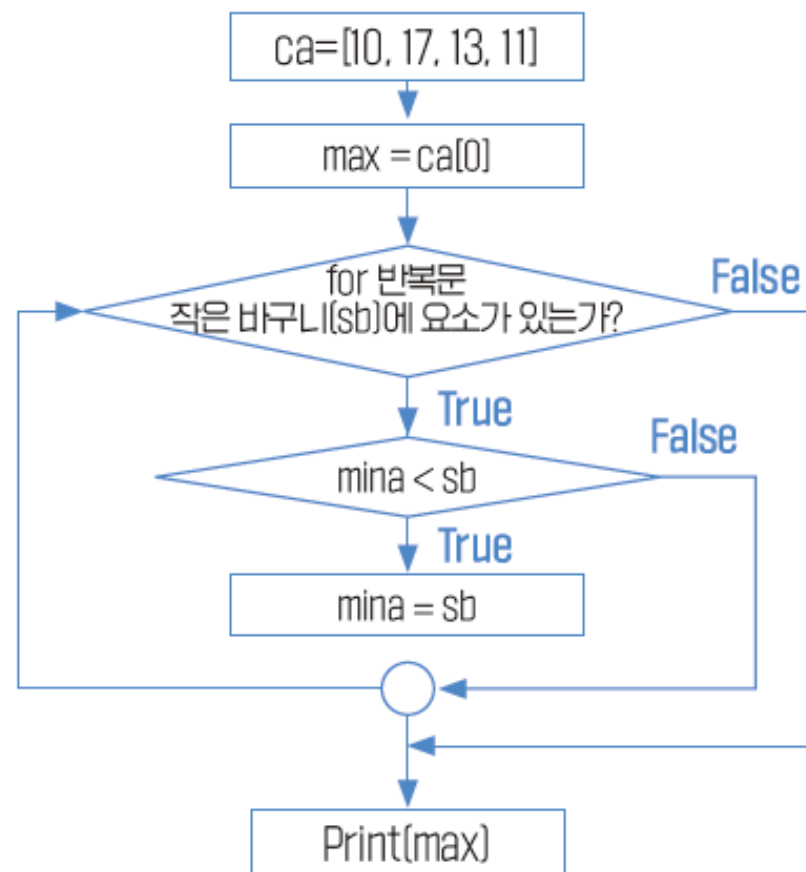 ca=[10, 17, 13, 11]
max = ca[0]
for 반복문
작은 바구니(sb)에 요소가 있는가?
False
True
False
mina < sb
True
mina = sb
Print(max)